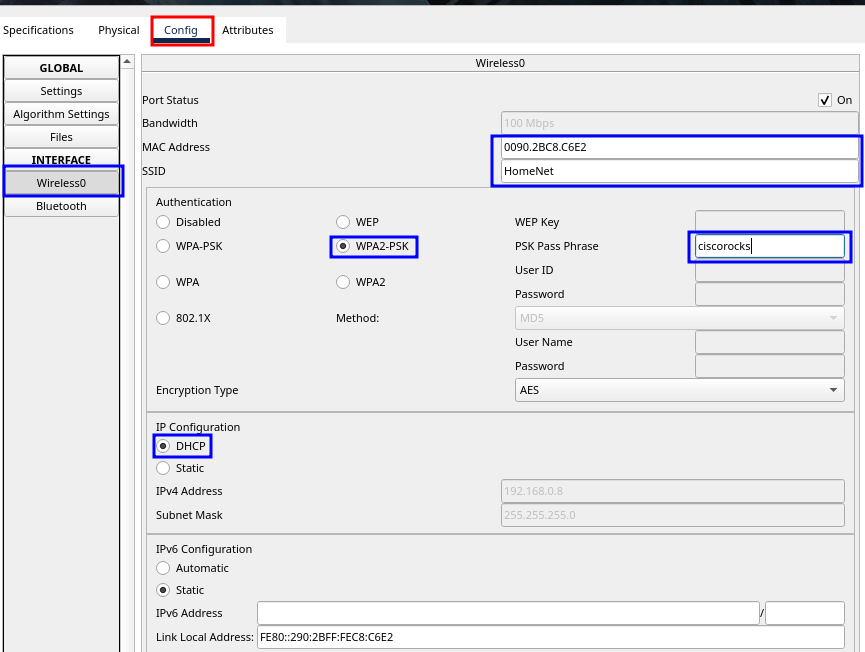 Specifications Physical Config Attributes
GLOBAL
Settings
Algorithm Settings
Files
INTERFACE
Wireless0
Bluetooth
Wireless0
Port Status On
Bandwidth 100 Mbps
MAC Address 0090.2BC8.C6E2
SSID HomeNet
Authentication
Disabled WEP WEP Key
WPA-PSK WPA2-PSK PSK Pass Phrase ciscorocks
User ID
WPA WPA2
Password
802.1X Method: MD5
User Name
Password
Encryption Type AES
IP Configuration
DHCP
Static
IPv4 Address 192.168.0.8
Subnet Mask 255.255.255.0
IPv6 Configuration
Automatic
Static
IPv6 Address /
Link Local Address: FE80::290:2BFF:FEC8:C6E2